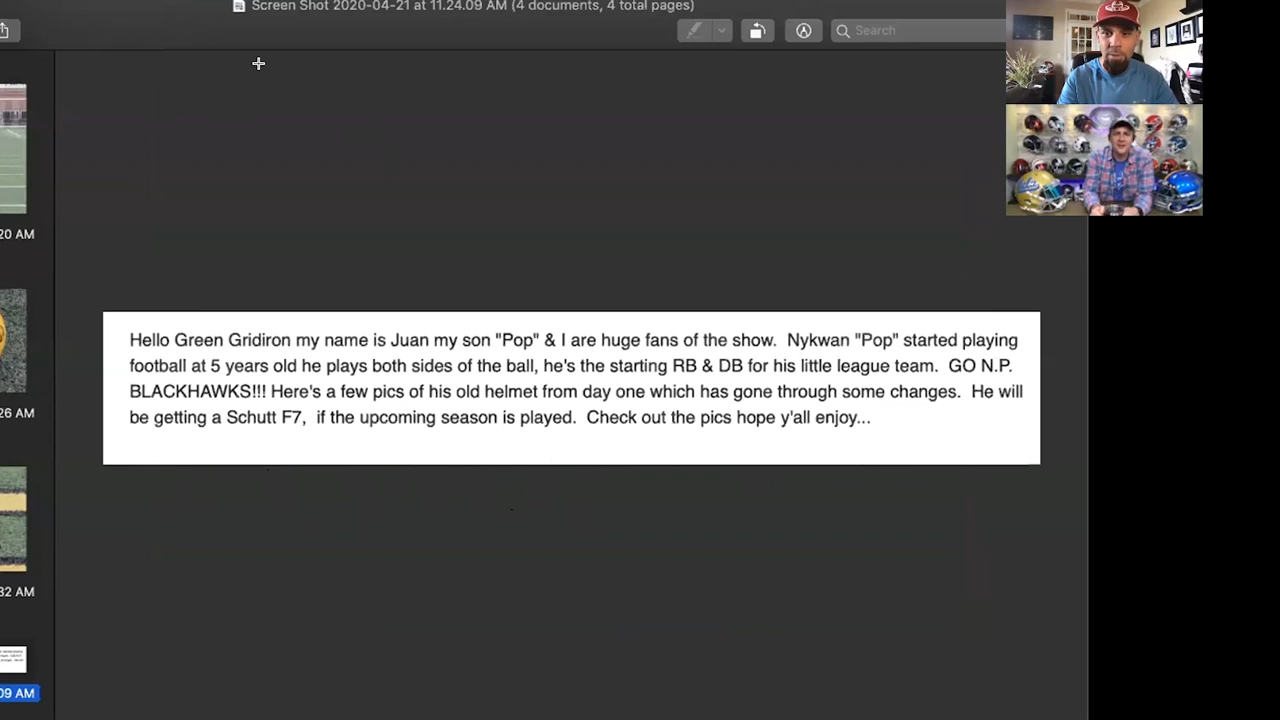 Screen Shot 2020-04-21 at 11.24.09 AM (4 documents, 4 total pages)
Search
20 AM
26 AM
32 AM
09 AM
Hello Green Gridiron my name is Juan my son "Pop" & I are huge fans of the show.  Nykwan "Pop" started playing
football at 5 years old he plays both sides of the ball, he's the starting RB & DB for his little league team.  GO N.P.
BLACKHAWKS!!! Here's a few pics of his old helmet from day one which has gone through some changes.  He will
be getting a Schutt F7,  if the upcoming season is played.  Check out the pics hope y'all enjoy...